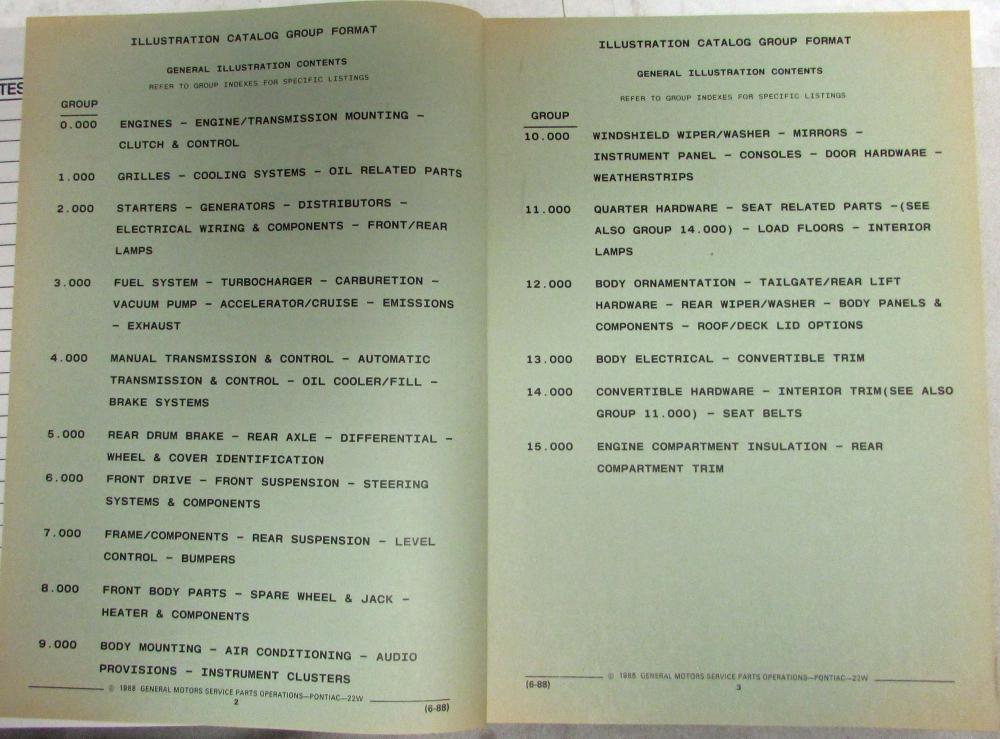 TES
ILLUSTRATION CATALOG GROUP FORMAT
GENERAL ILLUSTRATION CONTENTS
REFER TO GROUP INDEXES FOR SPECIFIC LISTINGS
GROUP
0.000 ENGINES – ENGINE/TRANSMISSION MOUNTING –
CLUTCH & CONTROL
1.000 GRILLES – COOLING SYSTEMS – OIL RELATED PARTS
2.000 STARTERS – GENERATORS – DISTRIBUTORS –
ELECTRICAL WIRING & COMPONENTS – FRONT/REAR
LAMPS
3.000 FUEL SYSTEM – TURBOCHARGER – CARBURETION –
VACUUM PUMP – ACCELERATOR/CRUISE – EMISSIONS
– EXHAUST
4.000 MANUAL TRANSMISSION & CONTROL – AUTOMATIC
TRANSMISSION & CONTROL – OIL COOLER/FILL –
BRAKE SYSTEMS
5.000 REAR DRUM BRAKE – REAR AXLE – DIFFERENTIAL –
WHEEL & COVER IDENTIFICATION
6.000 FRONT DRIVE – FRONT SUSPENSION – STEERING
SYSTEMS & COMPONENTS
7.000 FRAME/COMPONENTS – REAR SUSPENSION – LEVEL
CONTROL – BUMPERS
8.000 FRONT BODY PARTS – SPARE WHEEL & JACK –
HEATER & COMPONENTS
9.000 BODY MOUNTING – AIR CONDITIONING – AUDIO
PROVISIONS – INSTRUMENT CLUSTERS
© 1988 GENERAL MOTORS SERVICE PARTS OPERATIONS—PONTIAC—22W
2
(6-88)
ILLUSTRATION CATALOG GROUP FORMAT
GENERAL ILLUSTRATION CONTENTS
REFER TO GROUP INDEXES FOR SPECIFIC LISTINGS
GROUP
10.000 WINDSHIELD WIPER/WASHER – MIRRORS –
INSTRUMENT PANEL – CONSOLES – DOOR HARDWARE –
WEATHERSTRIPS
11.000 QUARTER HARDWARE – SEAT RELATED PARTS –(SEE
ALSO GROUP 14.000) – LOAD FLOORS – INTERIOR
LAMPS
12.000 BODY ORNAMENTATION – TAILGATE/REAR LIFT
HARDWARE – REAR WIPER/WASHER – BODY PANELS &
COMPONENTS – ROOF/DECK LID OPTIONS
13.000 BODY ELECTRICAL – CONVERTIBLE TRIM
14.000 CONVERTIBLE HARDWARE – INTERIOR TRIM(SEE ALSO
GROUP 11.000) – SEAT BELTS
15.000 ENGINE COMPARTMENT INSULATION – REAR
COMPARTMENT TRIM
© 1988 GENERAL MOTORS SERVICE PARTS OPERATIONS—PONTIAC—22W
(6-88)
3